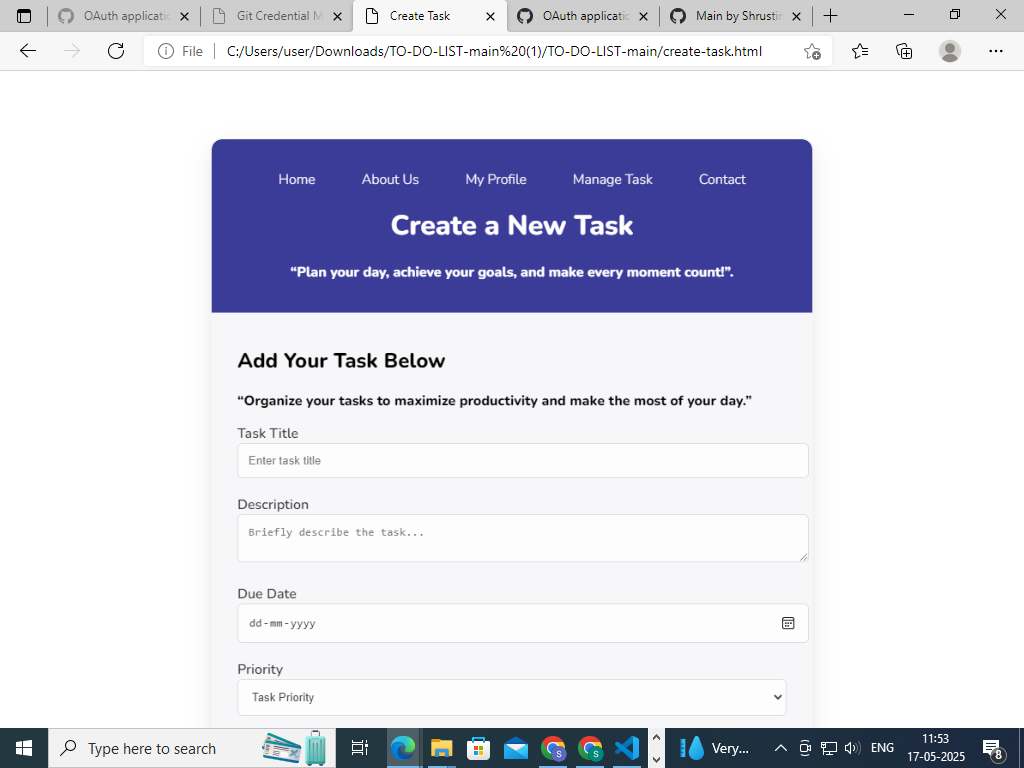 OAuth applicatio
Git Credential M
Create Task
OAuth applicatio
Main by Shrustin
File
C:/Users/user/Downloads/TO-DO-LIST-main%20(1)/TO-DO-LIST-main/create-task.html
Home About Us My Profile Manage Task Contact
Create a New Task
“Plan your day, achieve your goals, and make every moment count!”.
Add Your Task Below
“Organize your tasks to maximize productivity and make the most of your day.”
Task Title
Enter task title
Description
Briefly describe the task...
Due Date
dd-mm-yyyy
Priority
Task Priority
Type here to search
S
S
Very...
ENG
11:53
17-05-2025
8